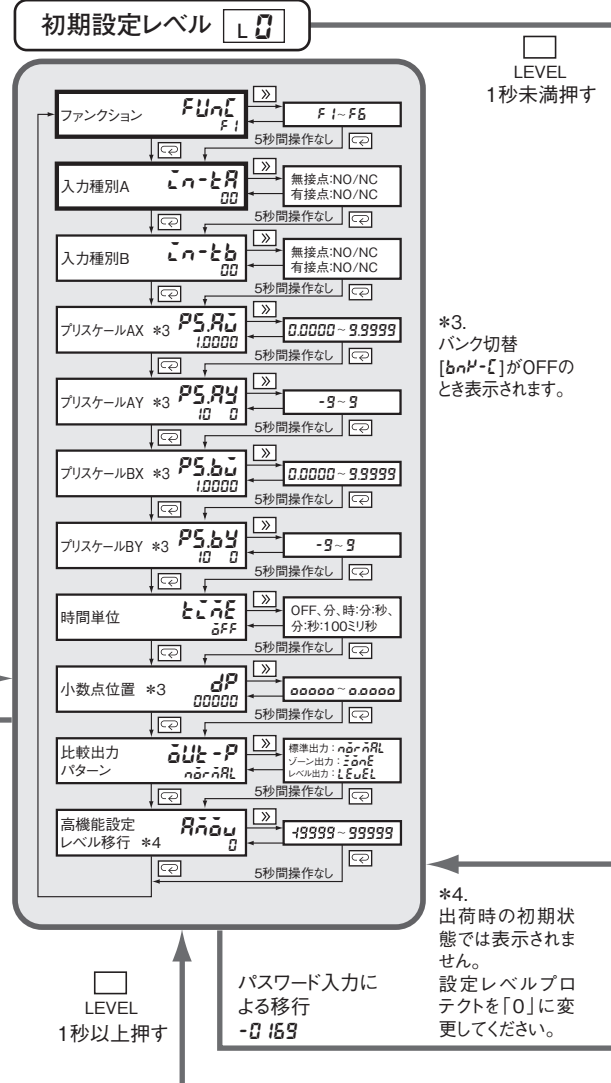 初期設定レベル L 0
LEVEL
1秒未満押す
ファンクション FUnC F1
F1~F6
5秒間操作なし
入力種別A in-tA 00
無接点:NO/NC
有接点:NO/NC
5秒間操作なし
入力種別B in-tb 00
無接点:NO/NC
有接点:NO/NC
5秒間操作なし
プリスケールAX *3 PS.AX 1.0000
0.0000~9.9999
5秒間操作なし
プリスケールAY *3 PS.AY 10 0
-9~9
5秒間操作なし
プリスケールBX *3 PS.bX 1.0000
0.0000~9.9999
5秒間操作なし
プリスケールBY *3 PS.bY 10 0
-9~9
5秒間操作なし
時間単位 timE oFF
OFF、分、時:分:秒、
分:秒:100ミリ秒
5秒間操作なし
小数点位置 *3 dP 00000
ooooo~o.oooo
5秒間操作なし
比較出力
パターン oUt-P normAL
標準出力:normAL
ゾーン出力:ZonE
レベル出力:LEvEL
5秒間操作なし
高機能設定
レベル移行 *4 Amov 0
-19999~99999
5秒間操作なし
*3.
バンク切替
[bnK-C]がOFFの
とき表示されます。
*4.
出荷時の初期状
態では表示されま
せん。
設定レベルプロ
テクトを「0」に変
更してください。
LEVEL
1秒以上押す
パスワード入力に
よる移行
-0169